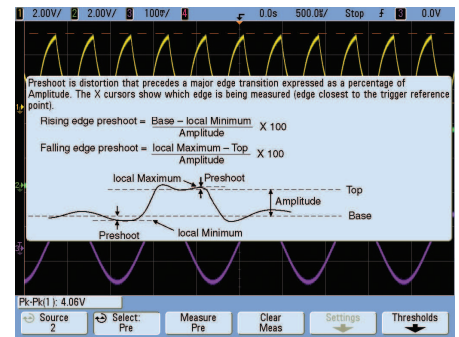 1 2.00V/ 2 2.00V/ 3 100▽/ 4 0.0s 500.0▽/ Stop 3 0.0V
Preshoot is distortion that precedes a major edge transition expressed as a percentage of
Amplitude. The X cursors show which edge is being measured (edge closest to the trigger reference
point).
Rising edge preshoot = Base – local Minimum
Amplitude X 100
Falling edge preshoot = local Maximum – Top
Amplitude X 100
local Maximum Preshoot
Top
Amplitude
Base
Preshoot local Minimum
Pk-Pk(1): 4.06V
Source
2
Select:
Pre
Measure
Pre
Clear
Meas
Settings
Thresholds